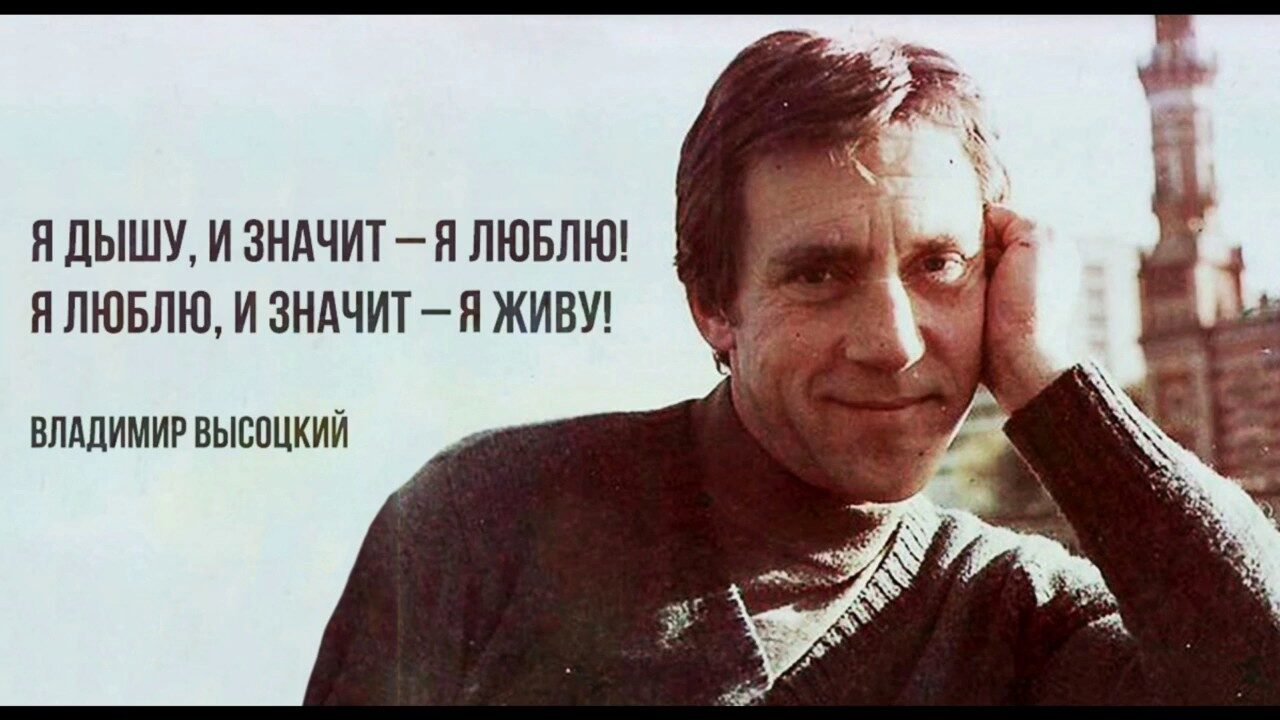 Я ДЫШУ, И ЗНАЧИТ – Я ЛЮБЛЮ!
Я ЛЮБЛЮ, И ЗНАЧИТ – Я ЖИВУ!
ВЛАДИМИР ВЫСОЦКИЙ